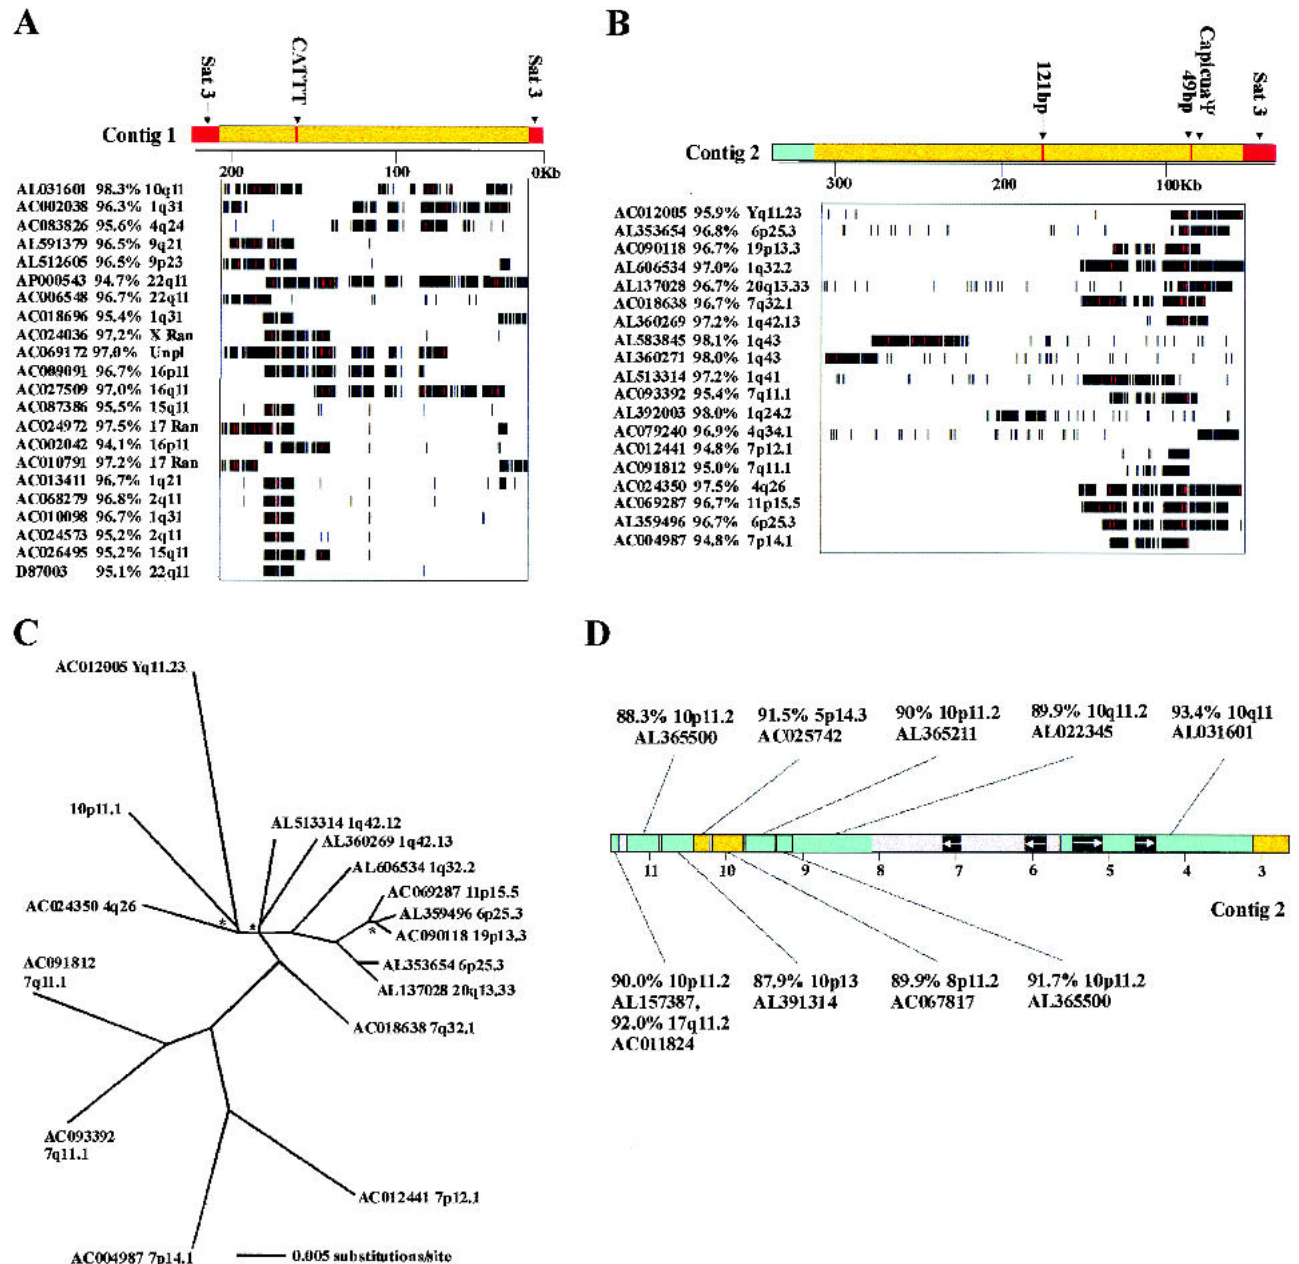 A
Sat 3
CATTT
Sat 3
Contig 1
200
100
0Kb
AL031601 98.3% 10q11
AC002038 96.3% 1q31
AC083826 95.6% 4q24
AL591379 96.5% 9q21
AL512605 96.5% 9p23
AP000543 94.7% 22q11
AC006548 96.7% 22q11
AC018696 95.4% 1q31
AC024036 97.2% X Ran
AC069172 97.0% Unpl
AC009091 96.7% 16p11
AC027509 97.0% 16q11
AC087386 95.5% 15q11
AC024972 97.5% 17 Ran
AC002042 94.1% 16p11
AC010791 97.2% 17 Ran
AC013411 96.7% 1q21
AC068279 96.8% 2q11
AC010098 96.7% 1q31
AC024573 95.2% 2q11
AC026495 95.2% 15q11
D87003 95.1% 22q11
B
121bp
49bp
CapicuaΨ
Sat 3
Contig 2
300
200
100Kb
AC012005 95.9% Yq11.23
AL353654 96.8% 6p25.3
AC090118 96.7% 19p13.3
AL606534 97.0% 1q32.2
AL137028 96.7% 20q13.33
AC018638 96.7% 7q32.1
AL360269 97.2% 1q42.13
AL583845 98.1% 1q43
AL360271 98.0% 1q43
AL513314 97.2% 1q41
AC093392 95.4% 7q11.1
AL392003 98.0% 1q24.2
AC079240 96.9% 4q34.1
AC012441 94.8% 7p12.1
AC091812 95.0% 7q11.1
AC024350 97.5% 4q26
AC069287 96.7% 11p15.5
AL359496 96.7% 6p25.3
AC004987 94.8% 7p14.1
C
AC012005 Yq11.23
10p11.1
AL513314 1q42.12
AL360269 1q42.13
AL606534 1q32.2
AC069287 11p15.5
AL359496 6p25.3
AC090118 19p13.3
AC024350 4q26
*
*
*
AL353654 6p25.3
AL137028 20q13.33
AC018638 7q32.1
AC091812
7q11.1
AC093392
7q11.1
AC012441 7p12.1
AC004987 7p14.1
0.005 substitutions/site
D
88.3% 10p11.2
AL365500
91.5% 5p14.3
AC025742
90% 10p11.2
AL365211
89.9% 10q11.2
AL022345
93.4% 10q11
AL031601
11
10
9
8
7
6
5
4
3
Contig 2
90.0% 10p11.2
AL157387,
92.0% 17q11.2
AC011824
87.9% 10p13
AL391314
89.9% 8p11.2
AC067817
91.7% 10p11.2
AL365500